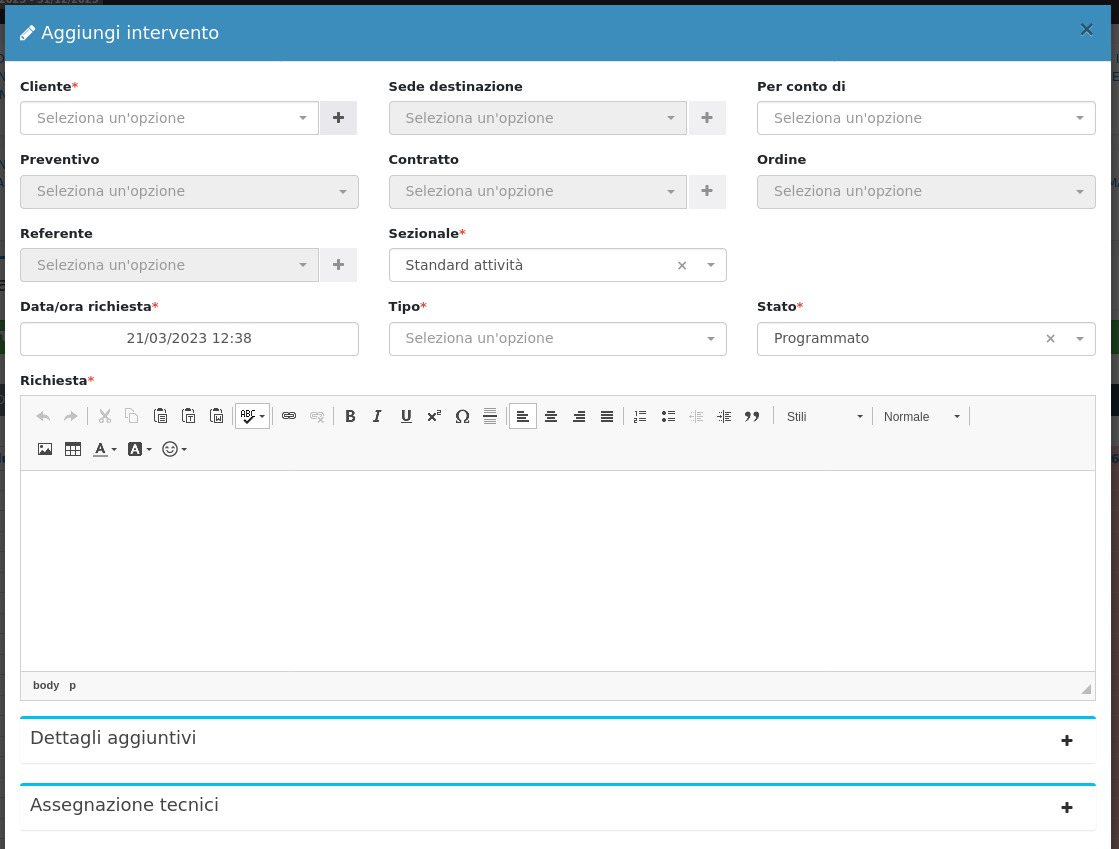 Aggiungi intervento
×
Cliente* Sede destinazione Per conto di
Seleziona un'opzione Seleziona un'opzione Seleziona un'opzione
Preventivo Contratto Ordine
Seleziona un'opzione Seleziona un'opzione Seleziona un'opzione
Referente Sezionale*
Seleziona un'opzione Standard attività ×
Data/ora richiesta* Tipo* Stato*
21/03/2023 12:38 Seleziona un'opzione Programmato ×
Richiesta*
ABC B I U x² Ω Stili Normale
A A
body p
Dettagli aggiuntivi
Assegnazione tecnici